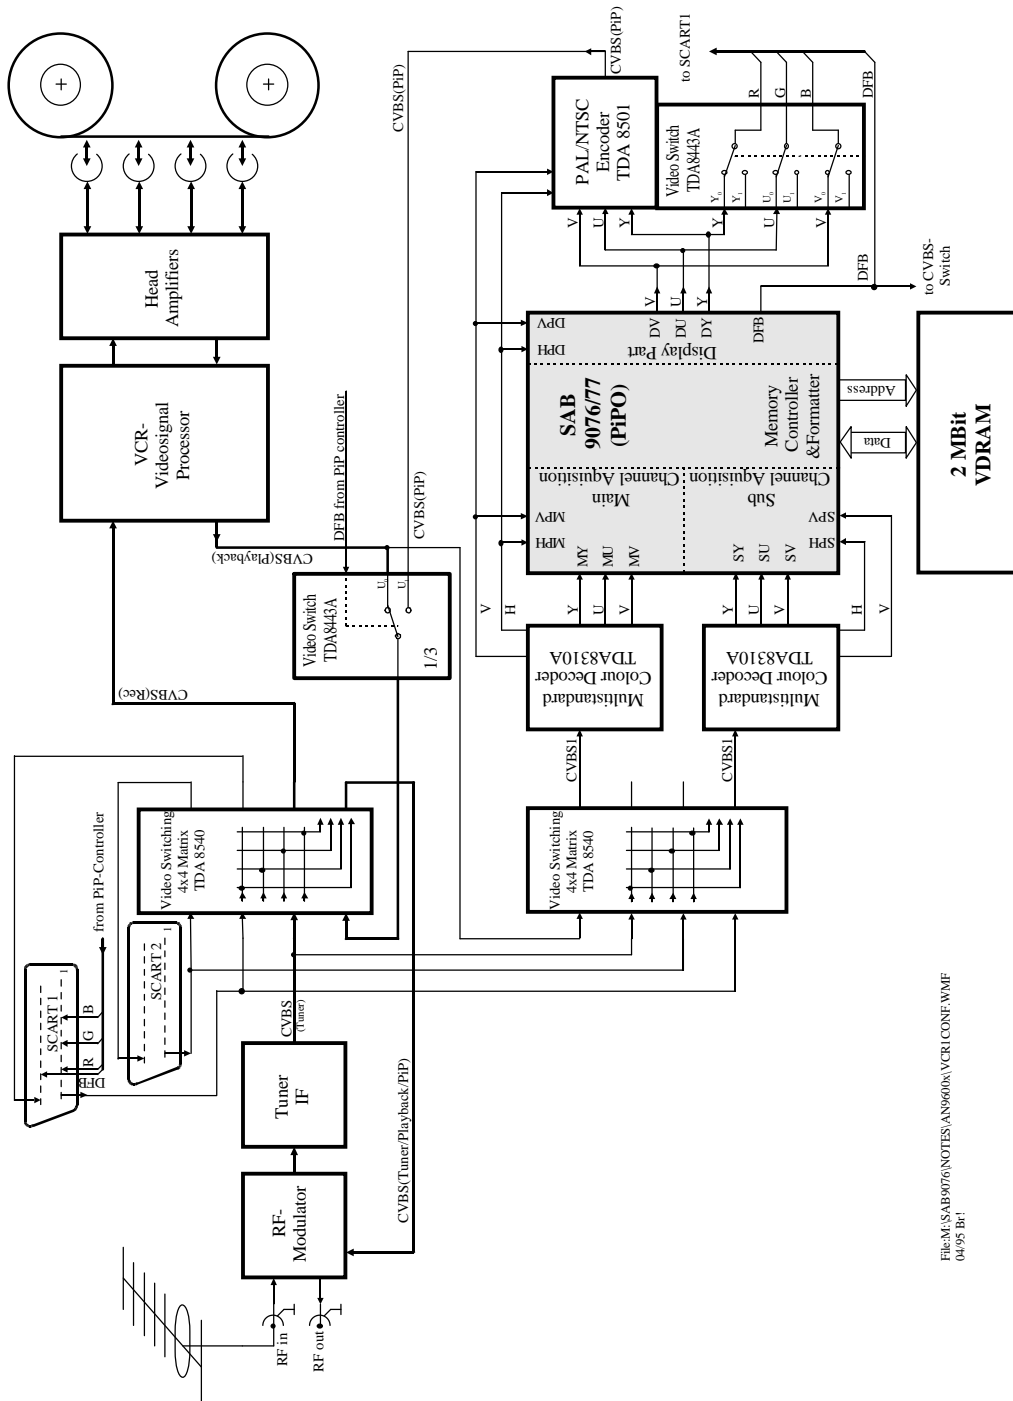 RF in
RF out
RF-
Modulator
CVBS(Tuner/Playback/PiP)
Tuner
IF
CVBS
(Tuner)
SCART 1
1
DFB
R
G
B
from PiP-Controller
SCART 2
1
Video Switching
4x4 Matrix
TDA 8540
CVBS(Rec)
Video Switch
TDA8443A
1/3
DFB from PiP controller
CVBS(PiP)
CVBS(Playback)
VCR-
Videosignal
Processor
Head
Amplifiers
CVBS(PiP)
CVBS(PiP)
Video Switching
4x4 Matrix
TDA 8540
CVBS1
CVBS1
Multistandard
Colour Decoder
TDA8310A
Multistandard
Colour Decoder
TDA8310A
V
H
Y
U
V
Y
U
V
H
V
MPV
MPH
MY
MU
MV
SY
SU
SV
SPH
SPV
Main
Channel Aquisition
Sub
Channel Aquisition
SAB
9076/77
(PiPO)
Memory
Controller
&Formatter
Display Part
DPV
DPH
DV
DU
DY
DFB
V
U
Y
Data
Address
2 MBit
VDRAM
DFB
to CVBS-
Switch
V
U
Y
Y
U
V
PAL/NTSC
Encoder
TDA 8501
Video Switch
TDA8443A
Y0
Y1
U0
U1
V0
V1
R
G
B
DFB
to SCART1
File:M:\SAB9076\NOTES\AN9600x\VCR1CONF.WMF
04/95 Br!